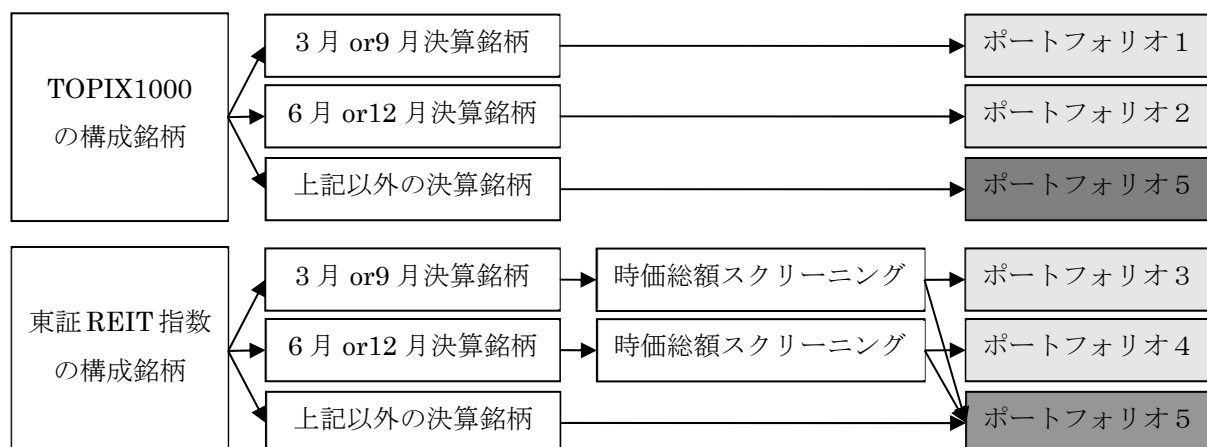 TOPIX1000
の構成銘柄
3月 or9月決算銘柄
ポートフォリオ1
6月 or12月決算銘柄
ポートフォリオ2
上記以外の決算銘柄
ポートフォリオ5
東証REIT指数
の構成銘柄
3月 or9月決算銘柄
時価総額スクリーニング
ポートフォリオ3
6月 or12月決算銘柄
時価総額スクリーニング
ポートフォリオ4
上記以外の決算銘柄
ポートフォリオ5